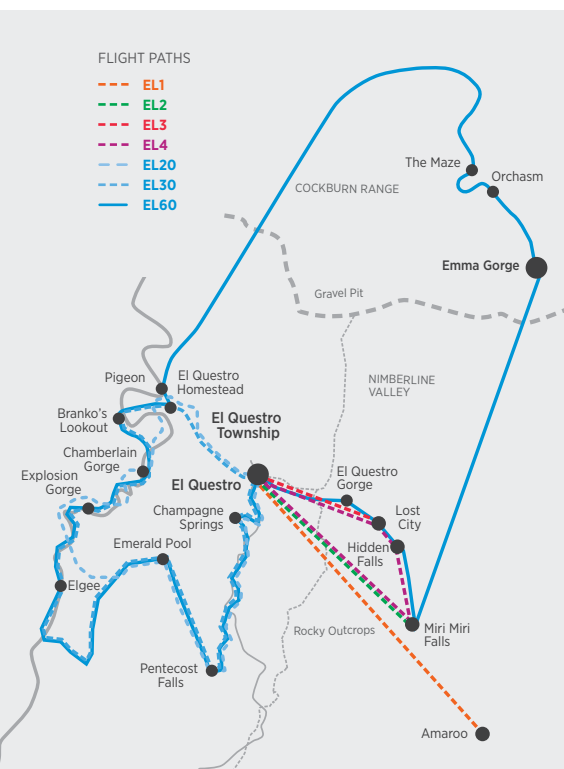 FLIGHT PATHS
EL1
EL2
EL3
EL4
EL20
EL30
EL60
The Maze
Orchasm
COCKBURN RANGE
Emma Gorge
Gravel Pit
Pigeon
El Questro
Homestead
NIMBERLINE
VALLEY
Branko's
Lookout
El Questro
Township
Chamberlain
Gorge
El Questro
El Questro
Gorge
Explosion
Gorge
Champagne
Springs
Lost
City
Emerald Pool
Hidden
Falls
Elgee
Rocky Outcrops
Miri Miri
Falls
Pentecost
Falls
Amaroo